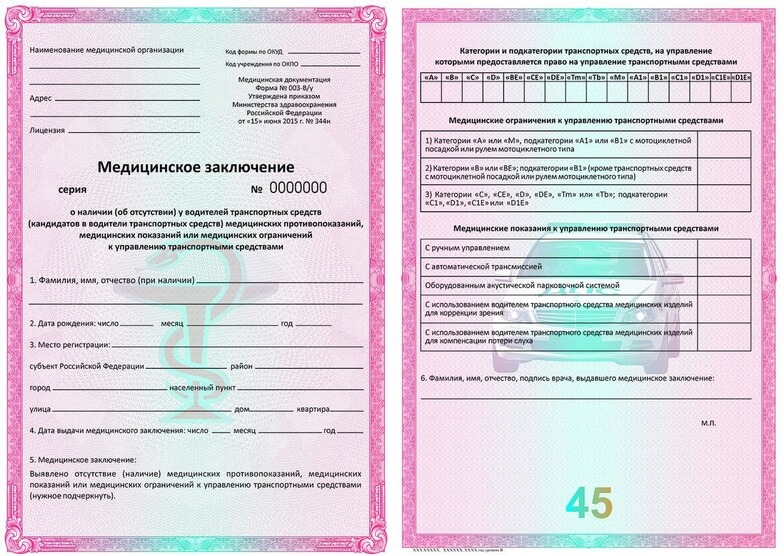 Наименование медицинской организации
Код формы по ОКУД
Код учреждения по ОКПО
Медицинская документация
Форма № 003-В/у
Утверждена приказом
Министерства здравоохранения
Российской Федерации
от «15» июня 2015 г. № 344н
Адрес
Лицензия
Медицинское заключение
серия № 0000000
о наличии (об отсутствии) у водителей транспортных средств
(кандидатов в водители транспортных средств) медицинских противопоказаний,
медицинских показаний или медицинских ограничений
к управлению транспортными средствами
1. Фамилия, имя, отчество (при наличии)
2. Дата рождения: число месяц год
3. Место регистрации:
субъект Российской Федерации район
город населенный пункт
улица дом квартира
4. Дата выдачи медицинского заключения: число месяц год
5. Медицинское заключение:
Выявлено отсутствие (наличие) медицинских противопоказаний, медицинских
показаний или медицинских ограничений к управлению транспортными средствами
(нужное подчеркнуть).
Категории и подкатегории транспортных средств, на управление
которыми предоставляется право на управление транспортными средствами
«A» «B» «C» «D» «BE» «CE» «DE» «Tm» «Tb» «M» «A1» «B1» «C1» «D1» «C1E» «D1E»
Медицинские ограничения к управлению транспортными средствами
1) Категории «A» или «M», подкатегории «A1» или «B1» с мотоциклетной
посадкой или рулем мотоциклетного типа
2) Категории «B» или «BE»; подкатегории «B1» (кроме транспортных средств
с мотоциклетной посадкой или рулем мотоциклетного типа)
3) Категории «C», «CE», «D», «DE», «Tm» или «Tb»; подкатегории
«C1», «D1», «C1E» или «D1E»
Медицинские показания к управлению транспортными средствами
С ручным управлением
С автоматической трансмиссией
Оборудованным акустической парковочной системой
С использованием водителем транспортного средства медицинских изделий
для коррекции зрения
С использованием водителем транспортного средства медицинских изделий
для компенсации потери слуха
6. Фамилия, имя, отчество, подпись врача, выдавшего медицинское заключение:
м.п.
45